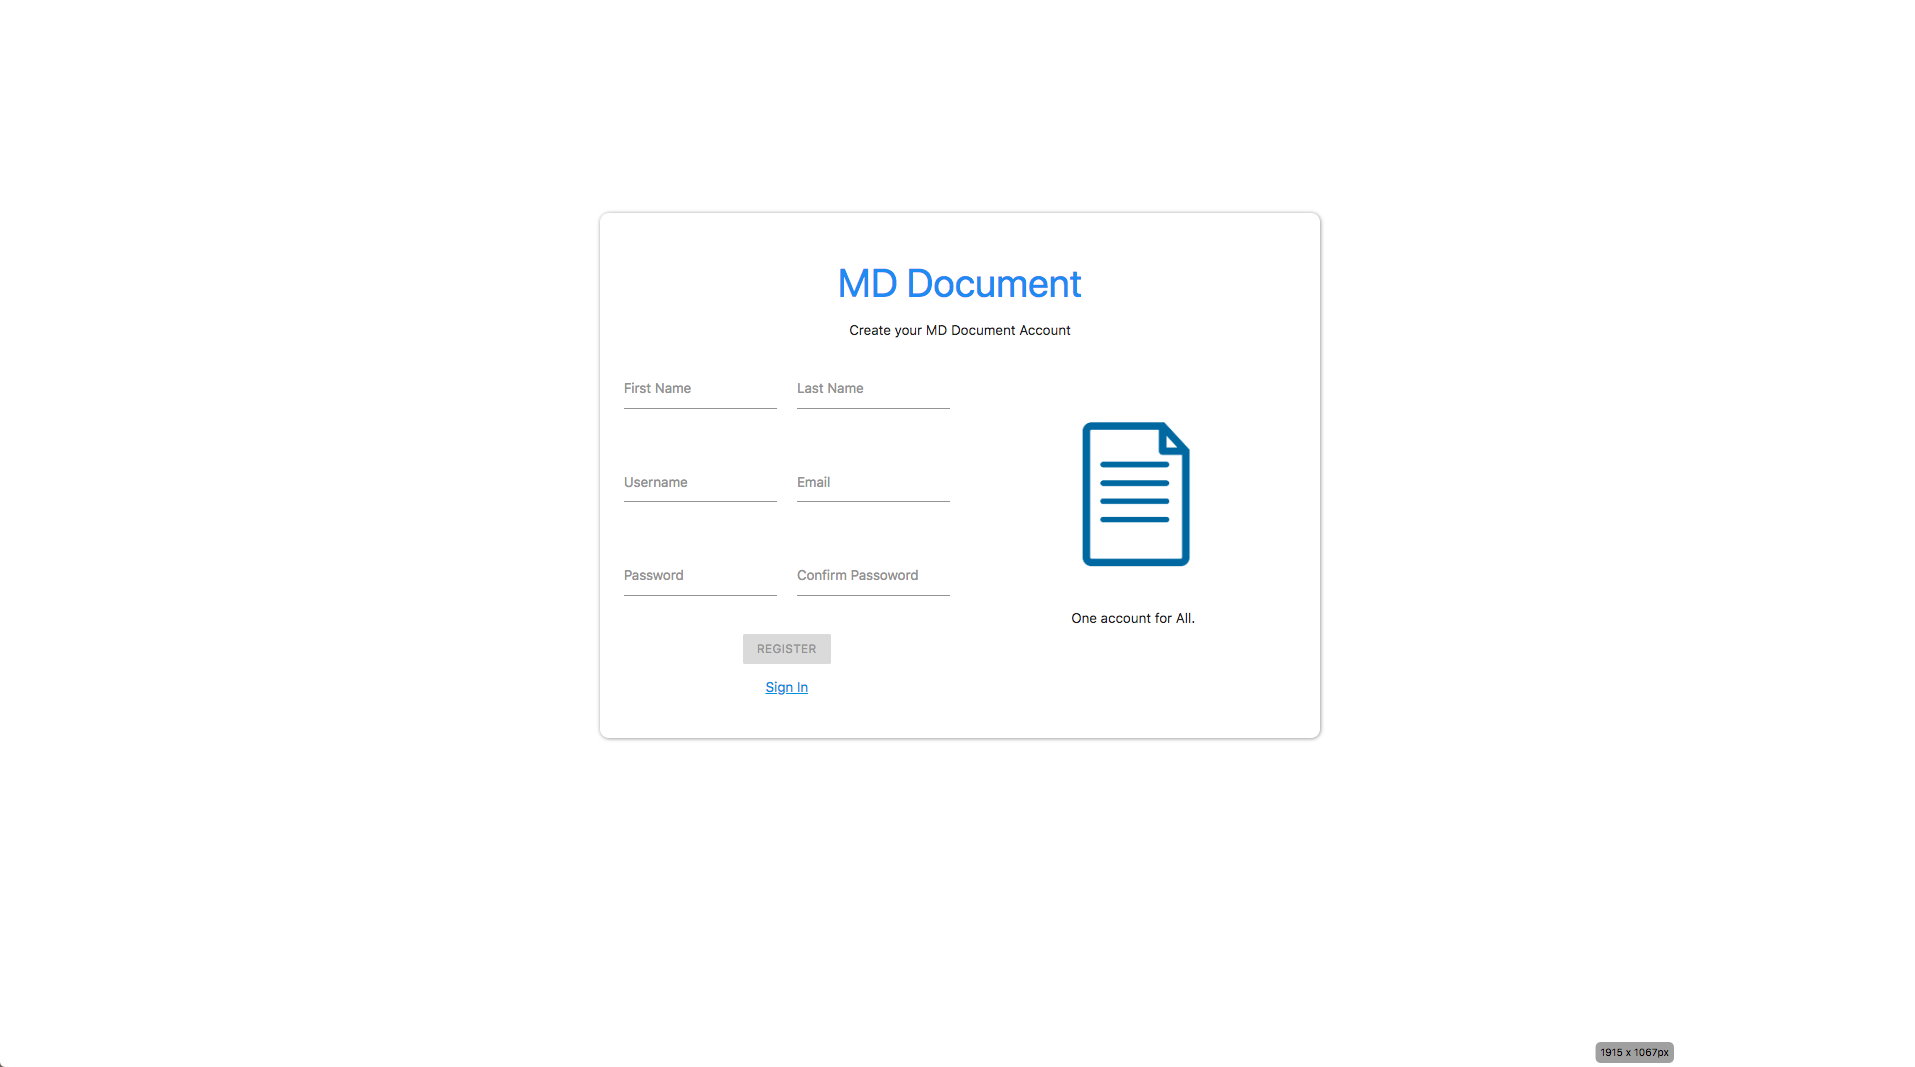 MD Document
Create your MD Document Account
First Name Last Name
Username Email
Password Confirm Passoword
One account for All.
REGISTER
Sign In
1915 x 1067px